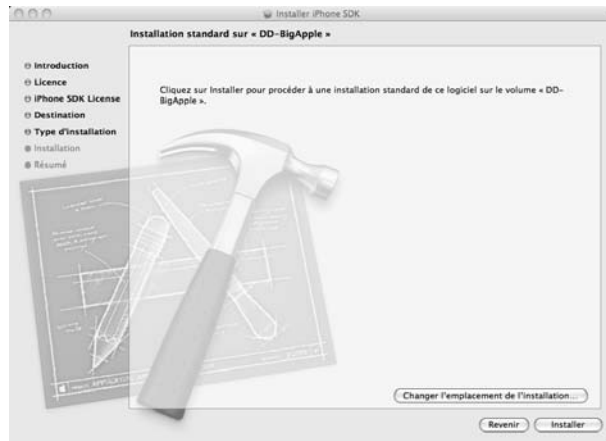 Installer iPhone SDK
Installation standard sur « DD-BigApple »
Introduction
Licence
iPhone SDK License
Destination
Type d'installation
Installation
Résumé
Cliquez sur Installer pour procéder à une installation standard de ce logiciel sur le volume « DD-
BigApple ».
Changer l'emplacement de l'installation...
Revenir
Installer